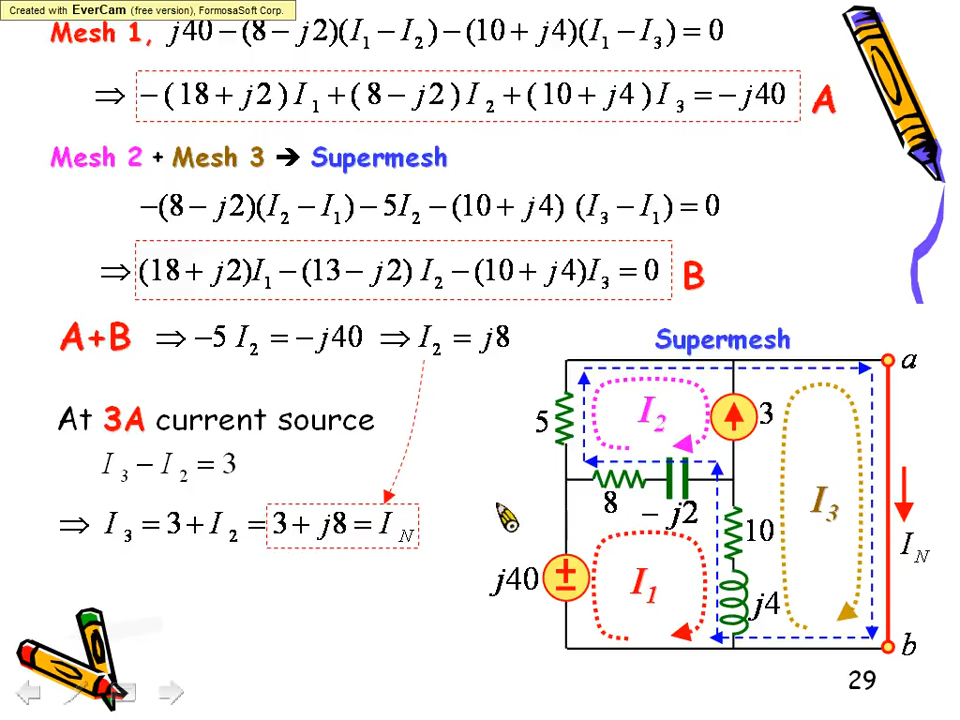 Created with EverCam (free version), FormosaSoft Corp.
Mesh 1, j40 − (8 − j2)(I₁ − I₂) − (10 + j4)(I₁ − I₃) = 0
⇒ −(18 + j2)I₁ + (8 − j2)I₂ + (10 + j4)I₃ = −j40 A
Mesh 2 + Mesh 3 ➔ Supermesh
−(8 − j2)(I₂ − I₁) − 5I₂ − (10 + j4) (I₃ − I₁) = 0
⇒ (18 + j2)I₁ − (13 − j2) I₂ − (10 + j4)I₃ = 0 B
A+B ⇒ −5 I₂ = −j40 ⇒ I₂ = j8
At 3A current source
I₃ − I₂ = 3
⇒ I₃ = 3 + I₂ = 3 + j8 = I_N
Supermesh
a
5
I₂
3
8
− j2
I₃
10
I_N
j40
±
I₁
j4
b
29